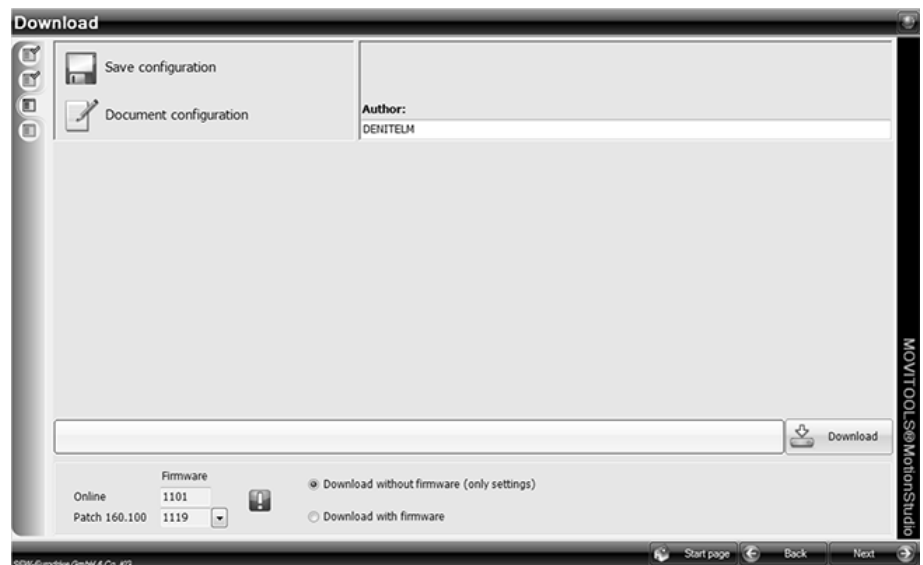 Download
Save configuration
Document configuration
Author:
DENITELM
Download
Firmware
Online 1101
Patch 160.100 1119
Download without firmware (only settings)
Download with firmware
MOVITOOLS®MotionStudio
Start page
Back
Next